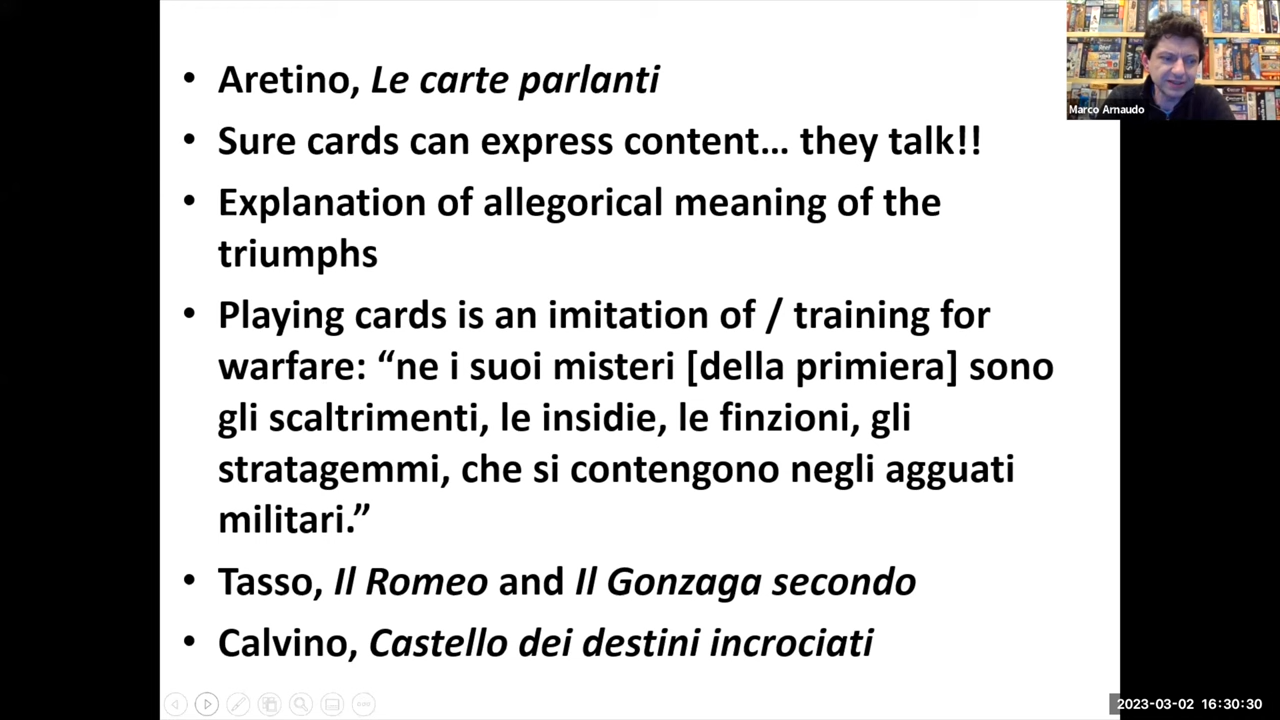 • Aretino, Le carte parlanti
• Sure cards can express content... they talk!!
• Explanation of allegorical meaning of the
triumphs
• Playing cards is an imitation of / training for
warfare: “ne i suoi misteri [della primiera] sono
gli scaltrimenti, le insidie, le finzioni, gli
stratagemmi, che si contengono negli agguati
militari.”
• Tasso, Il Romeo and Il Gonzaga secondo
• Calvino, Castello dei destini incrociati
Marco Arnaudo
2023-03-02 16:30:30